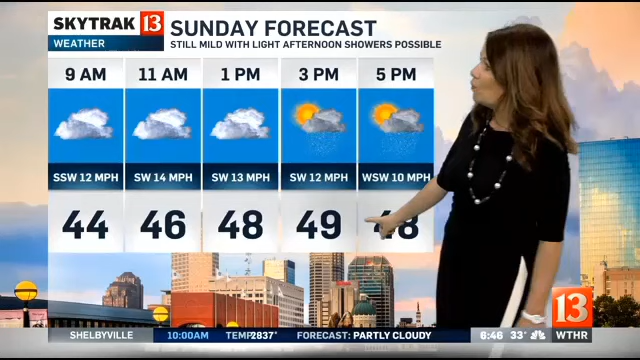 SKYTRAK 13
WEATHER
SUNDAY FORECAST
STILL MILD WITH LIGHT AFTERNOON SHOWERS POSSIBLE
9 AM 11 AM 1 PM 3 PM 5 PM
SSW 12 MPH SW 14 MPH SW 13 MPH SW 12 MPH WSW 10 MPH
44 46 48 49 48
13
SHELBYVILLE 10:00AM TEMP2837° FORECAST: PARTLY CLOUDY 6:46 33° WTHR